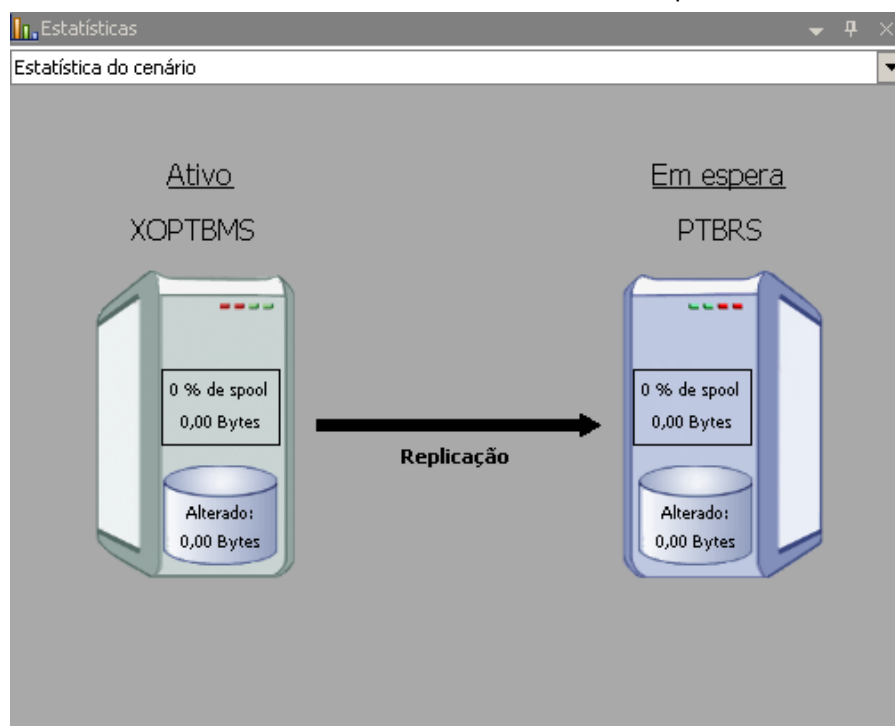 Estatísticas
Estatística do cenário
Ativo
Em espera
XOPTBMS
PTBRS
0 % de spool
0,00 Bytes
0 % de spool
0,00 Bytes
Replicação
Alterado:
0,00 Bytes
Alterado:
0,00 Bytes